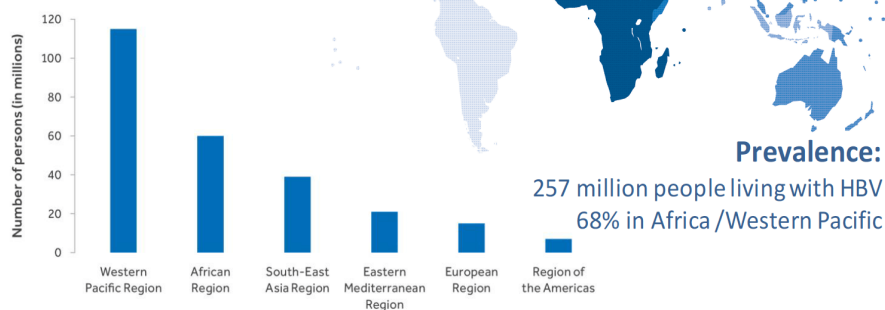 Number of persons (in millions)
120
100
80
60
40
20
0
Western
Pacific Region
African
Region
South-East
Asia Region
Eastern
Mediterranean
Region
European
Region
Region of
the Americas
Prevalence:
257 million people living with HBV
68% in Africa /Western Pacific